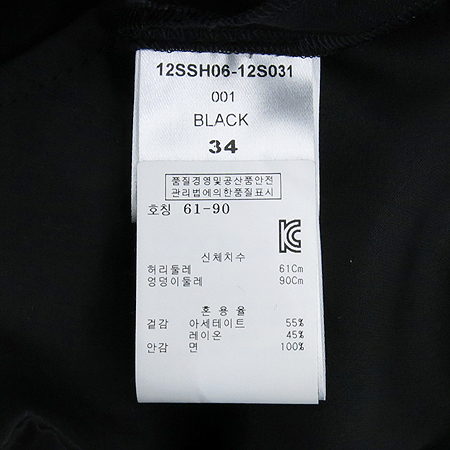 12SSH06-12S031
001
BLACK
34
품질경영및공산품안전
관리법에의한품질표시
호칭 61-90
신체치수
허리둘레 61Cm
엉덩이둘레 90Cm
혼용율
겉감 아세테이트 55%
레이온 45%
안감 면 100%